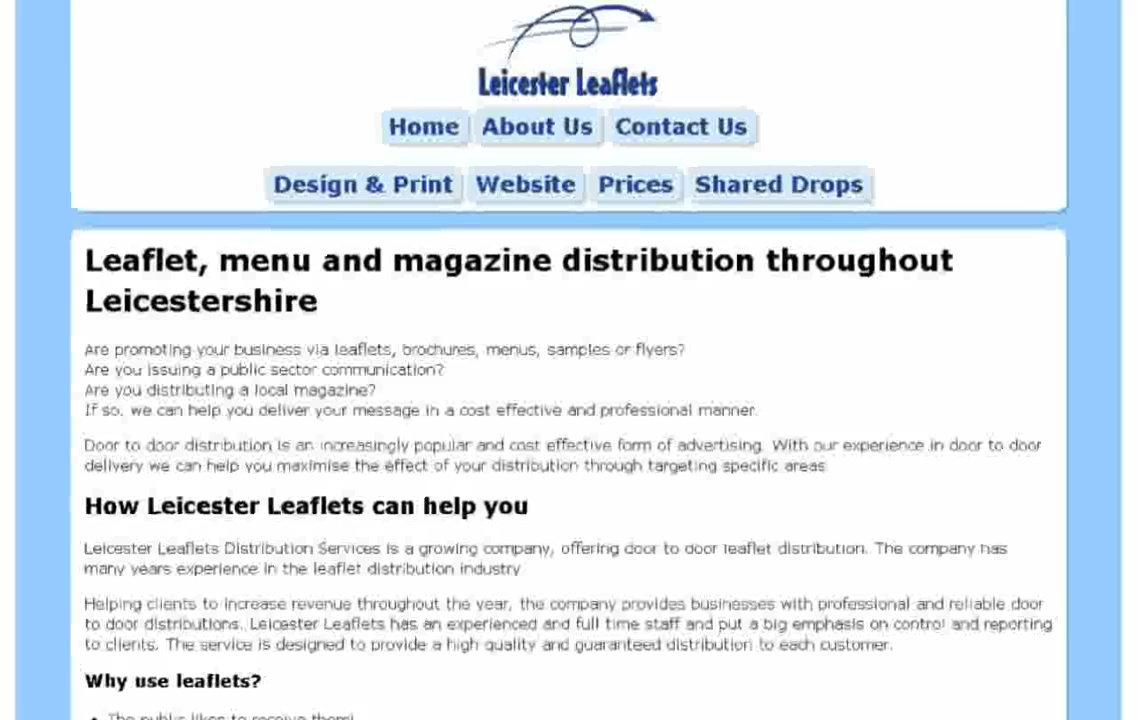 Leicester Leaflets
Home About Us Contact Us
Design & Print Website Prices Shared Drops
Leaflet, menu and magazine distribution throughout
Leicestershire
Are promoting your business via leaflets, brochures, menus, samples or flyers?
Are you issuing a public sector communication?
Are you distributing a local magazine?
If so, we can help you deliver your message in a cost effective and professional manner.
Door to door distribution is an increasingly popular and cost effective form of advertising. With our experience in door to door
delivery we can help you maximise the effect of your distribution through targeting specific areas
How Leicester Leaflets can help you
Leicester Leaflets Distribution Services is a growing company, offering door to door leaflet distribution. The company has
many years experience in the leaflet distribution industry
Helping clients to increase revenue throughout the year, the company provides businesses with professional and reliable door
to door distributions. Leicester Leaflets has an experienced and full time staff and put a big emphasis on control and reporting
to clients. The service is designed to provide a high quality and guaranteed distribution to each customer.
Why use leaflets?
• The public likes to receive them!